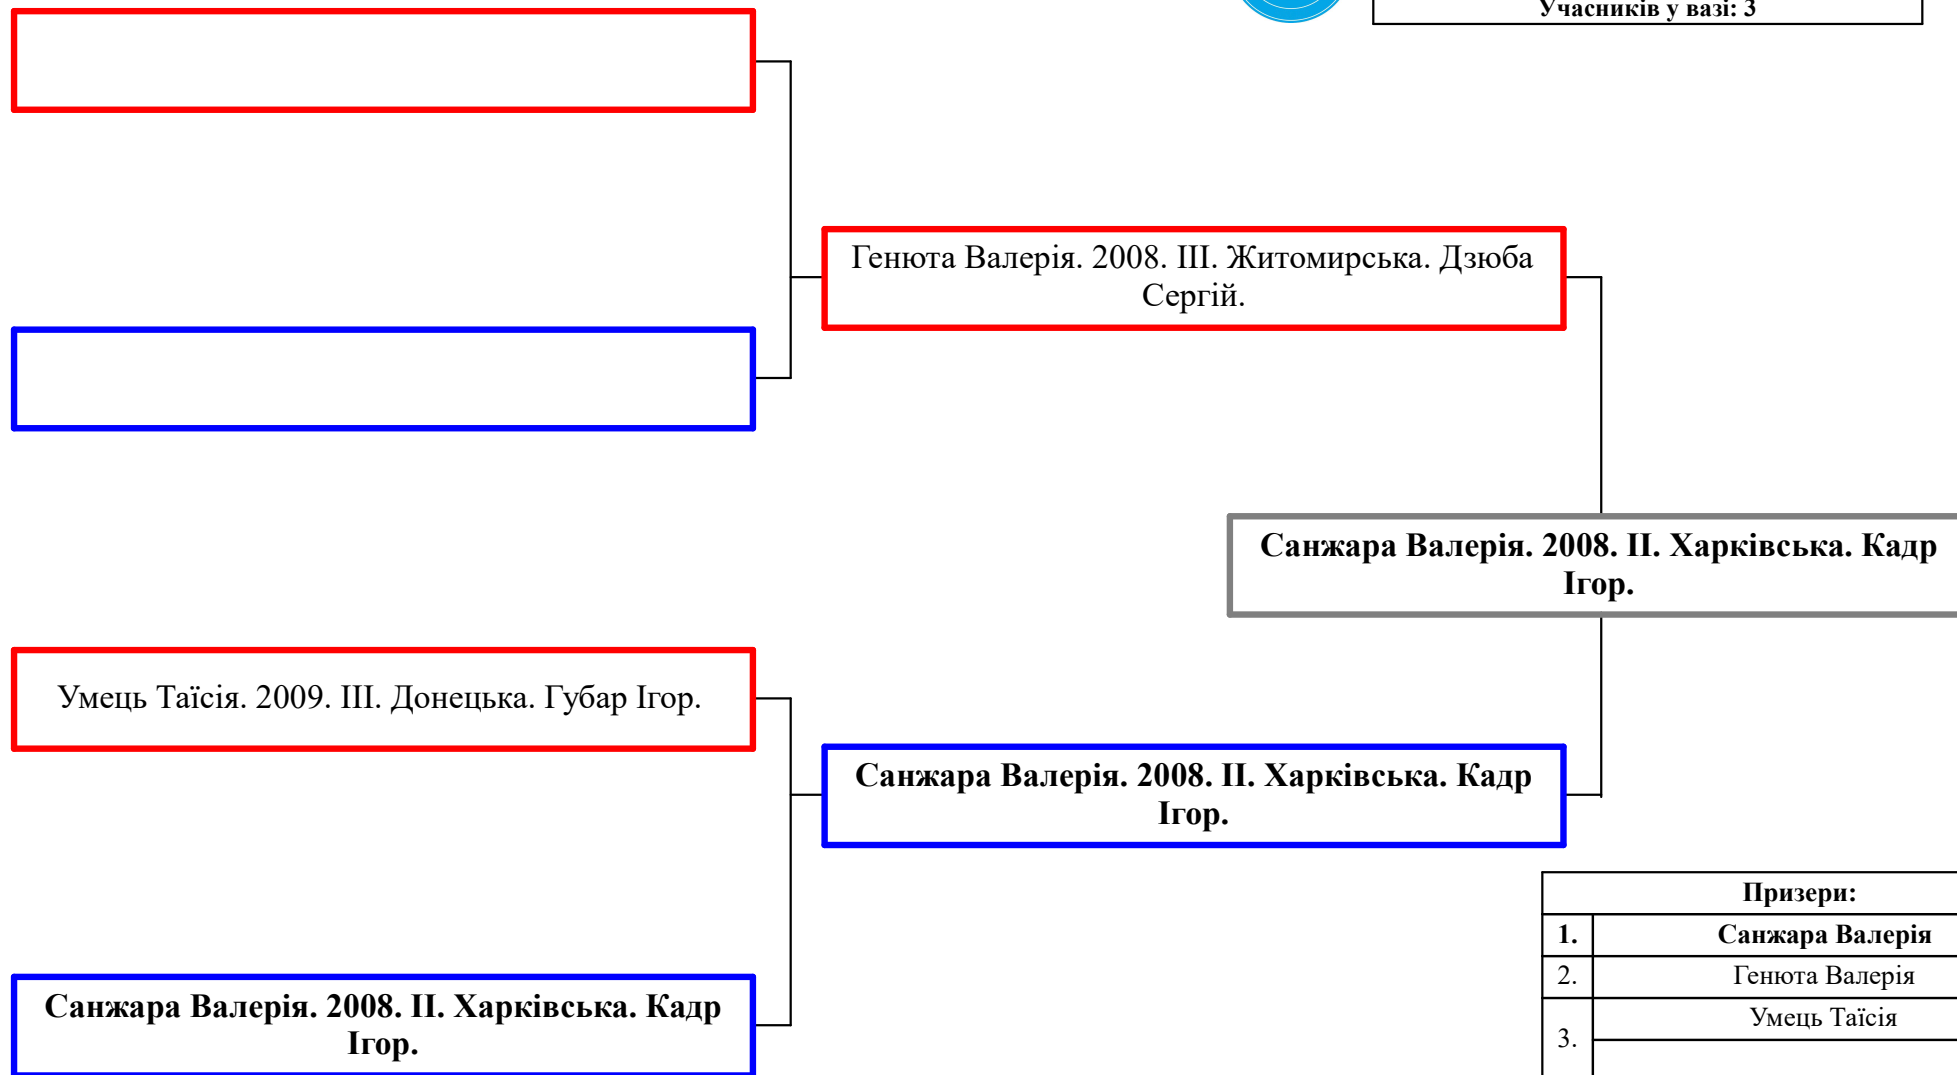 Учасників у вазі: 3
Генюта Валерія. 2008. III. Житомирська. Дзюба
Сергій.
Санжара Валерія. 2008. II. Харківська. Кадр
Ігор.
Умець Таїсія. 2009. III. Донецька. Губар Ігор.
Санжара Валерія. 2008. II. Харківська. Кадр
Ігор.
Санжара Валерія. 2008. II. Харківська. Кадр
Ігор.
Призери:
1. Санжара Валерія
2. Генюта Валерія
3. Умець Таїсія